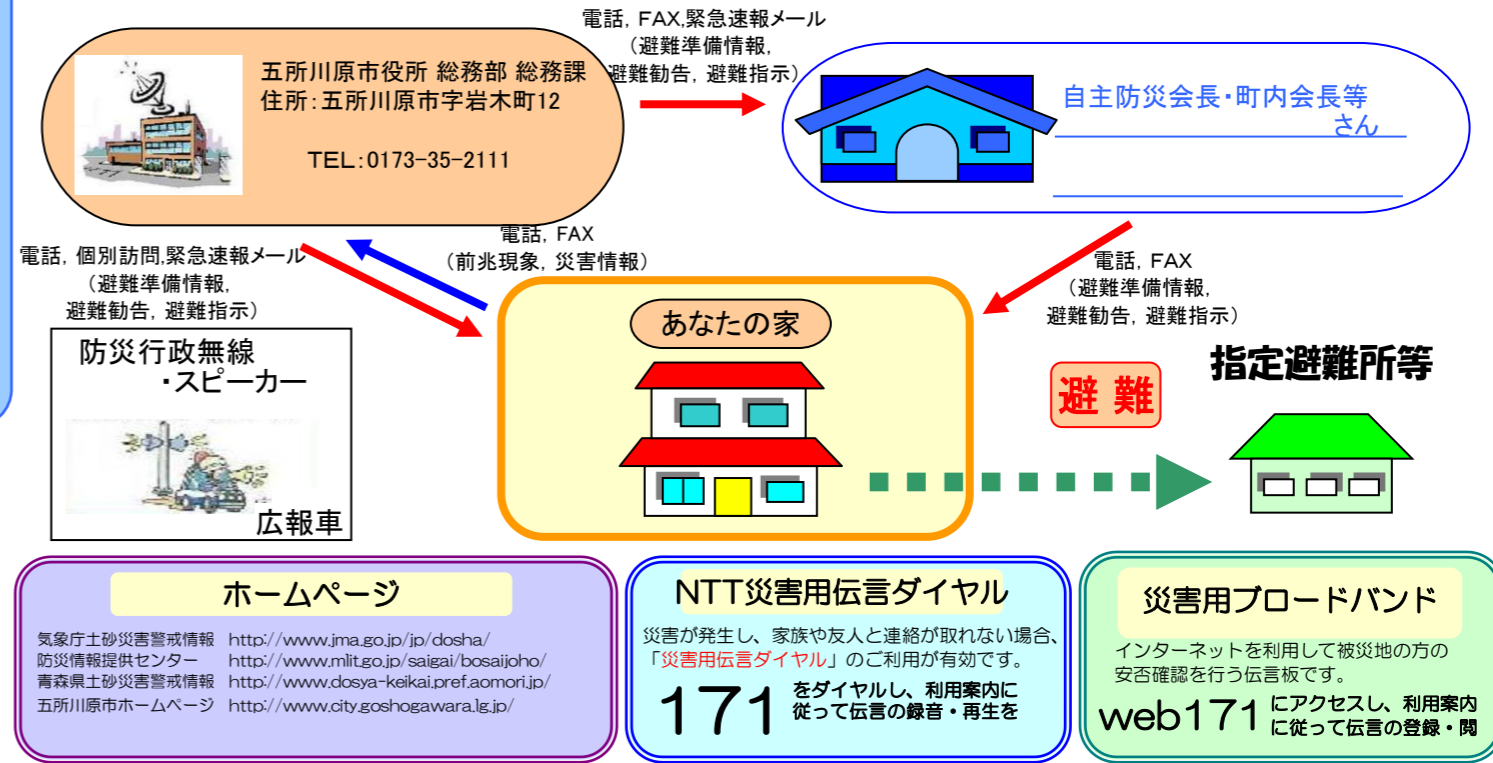 電話, FAX,緊急速報メール
（避難準備情報,
避難勧告, 避難指示）
五所川原市役所 総務部 総務課
住所：五所川原市字岩木町12
TEL：0173-35-2111
自主防災会長・町内会長等
さん
電話, 個別訪問,緊急速報メール
（避難準備情報,
避難勧告, 避難指示）
電話, FAX
（前兆現象, 災害情報）
電話, FAX
（避難準備情報,
避難勧告, 避難指示）
防災行政無線
・スピーカー
広報車
あなたの家
避 難
指定避難所等
ホームページ
気象庁土砂災害警戒情報 http://www.jma.go.jp/jp/dosha/
防災情報提供センター http://www.mlit.go.jp/saigai/bosaijoho/
青森県土砂災害警戒情報 http://www.dosya-keikai.pref.aomori.jp/
五所川原市ホームページ http://www.city.goshogawara.lg.jp/
NTT災害用伝言ダイヤル
災害が発生し、家族や友人と連絡が取れない場合、
「災害用伝言ダイヤル」のご利用が有効です。
171 をダイヤルし、利用案内に
従って伝言の録音・再生を
災害用ブロードバンド
インターネットを利用して被災地の方の
安否確認を行う伝言板です。
web171 にアクセスし、利用案内
に従って伝言の登録・閲